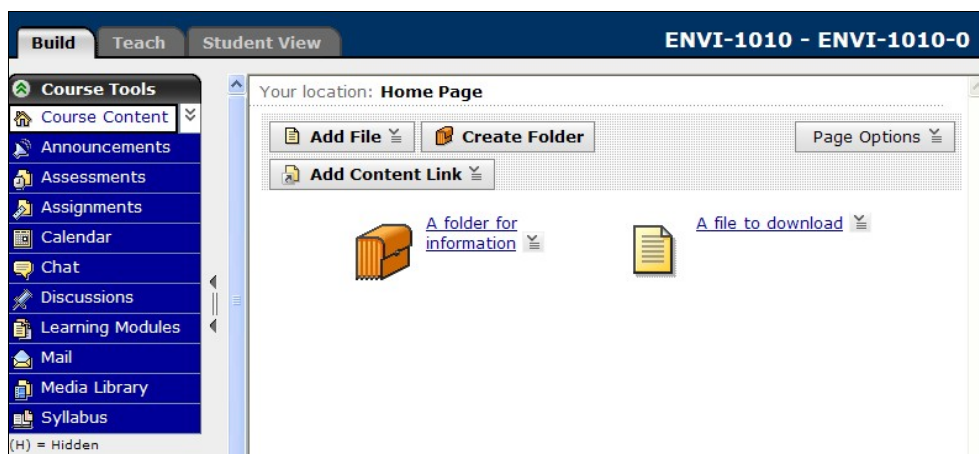 Build
Teach
Student View
ENVI-1010 - ENVI-1010-0
Course Tools
Course Content
Announcements
Assessments
Assignments
Calendar
Chat
Discussions
Learning Modules
Mail
Media Library
Syllabus
(H) = Hidden
Your location: Home Page
Add File
Create Folder
Page Options
Add Content Link
A folder for
information
A file to download